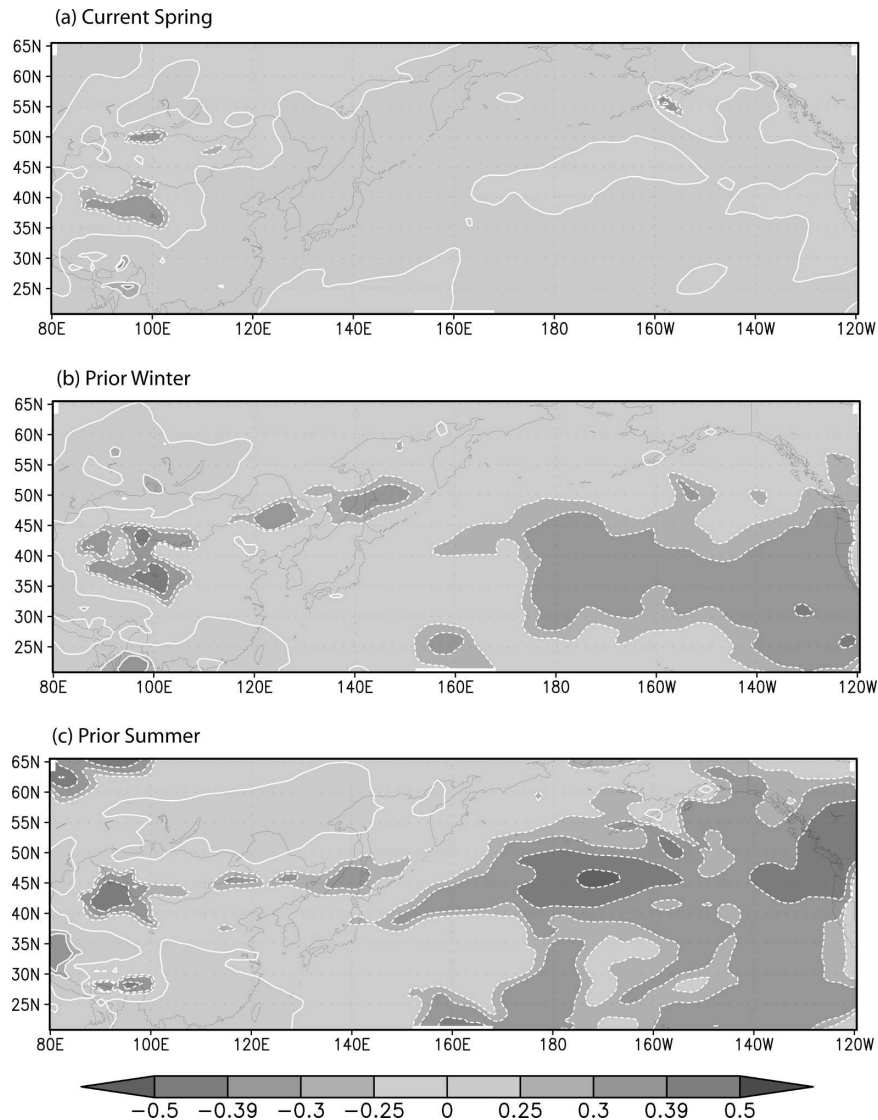 (a) Current Spring
65N
60N
55N
50N
45N
40N
35N
30N
25N
80E 100E 120E 140E 160E 180 160W 140W 120W
(b) Prior Winter
65N
60N
55N
50N
45N
40N
35N
30N
25N
80E 100E 120E 140E 160E 180 160W 140W 120W
(c) Prior Summer
65N
60N
55N
50N
45N
40N
35N
30N
25N
80E 100E 120E 140E 160E 180 160W 140W 120W
−0.5 −0.39 −0.3 −0.25 0 0.25 0.3 0.39 0.5